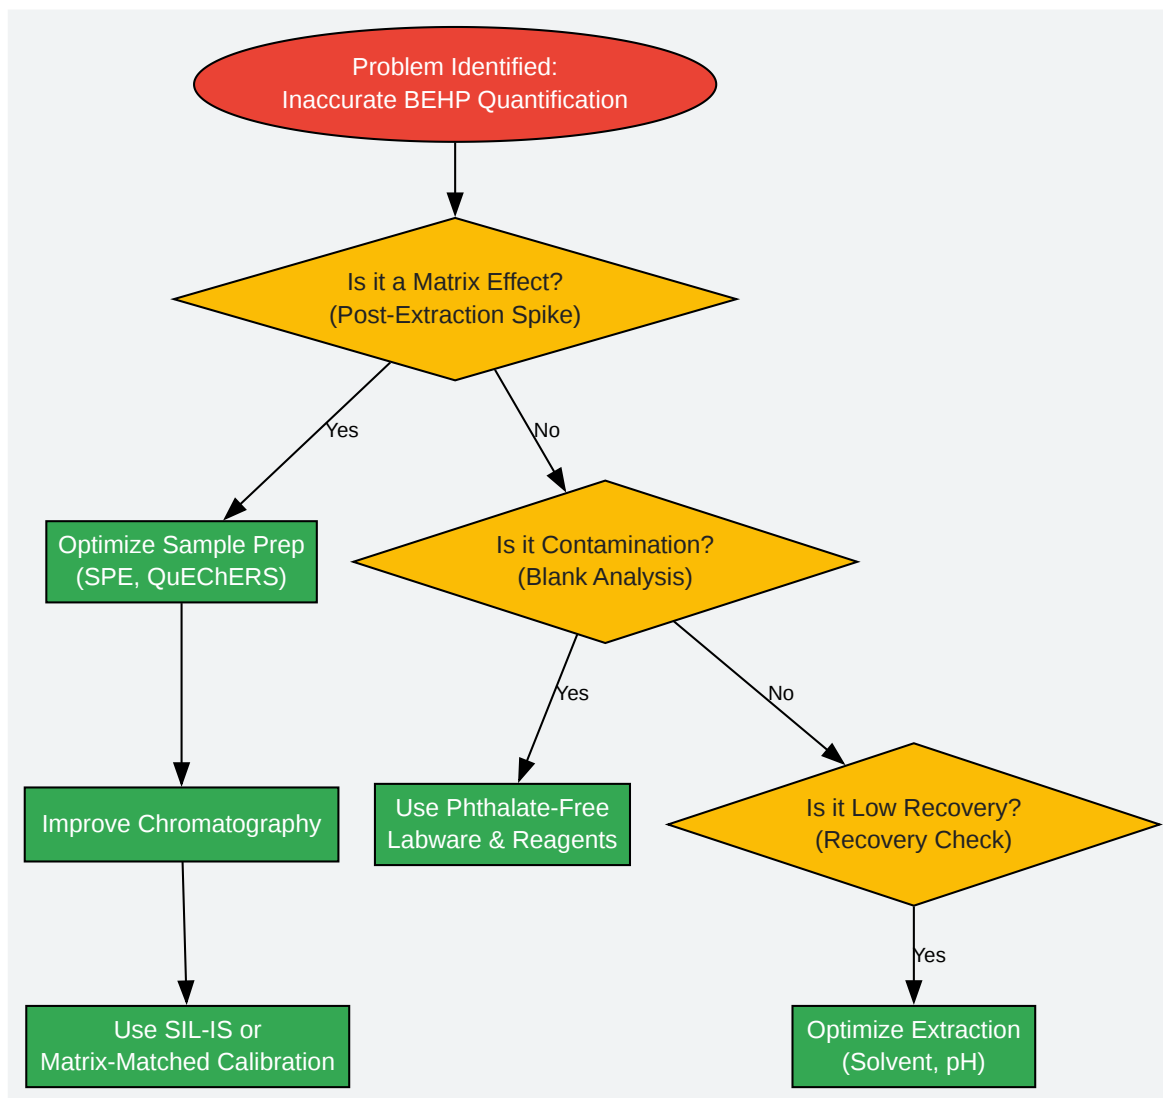 Problem Identified:
Inaccurate BEHP Quantification
Is it a Matrix Effect?
(Post-Extraction Spike)
Yes
No
Optimize Sample Prep
(SPE, QuEChERS)
Is it Contamination?
(Blank Analysis)
Yes
No
Improve Chromatography
Use Phthalate-Free
Labware & Reagents
Is it Low Recovery?
(Recovery Check)
Yes
Use SIL-IS or
Matrix-Matched Calibration
Optimize Extraction
(Solvent, pH)